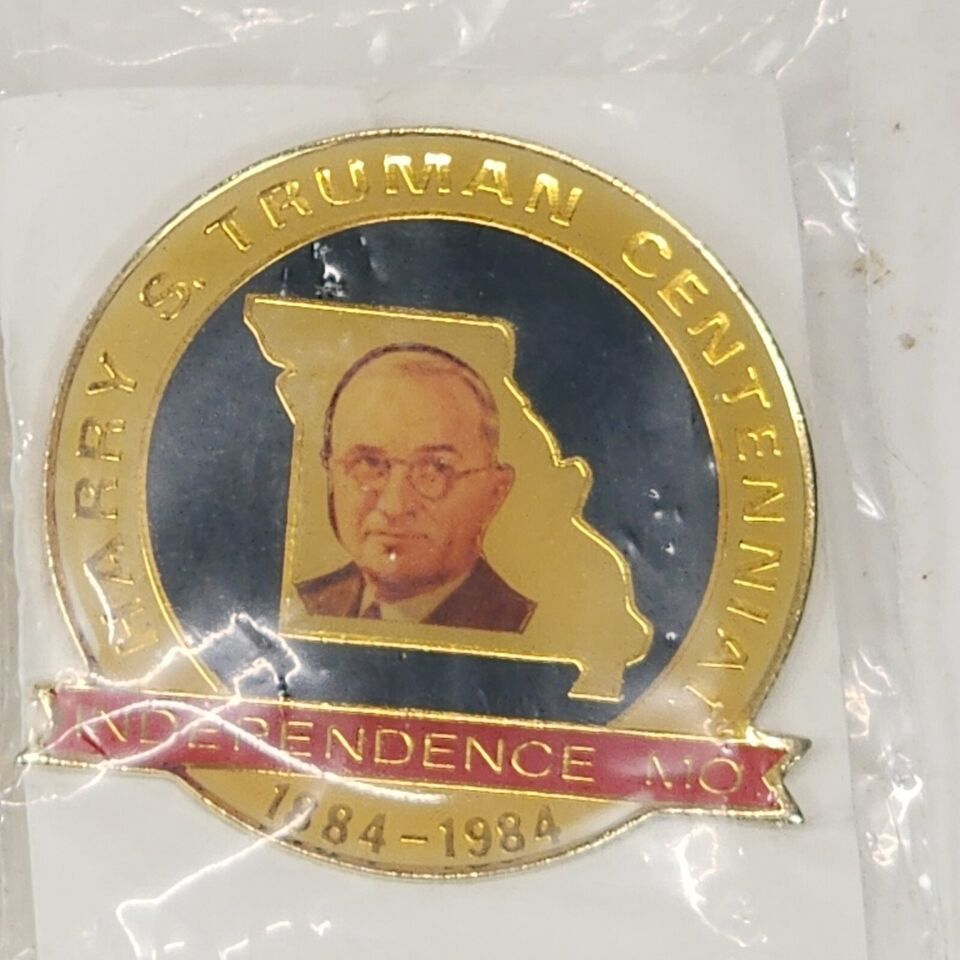 HARRY S. TRUMAN CENTENNIAL
INDEPENDENCE MO.
1884-1984